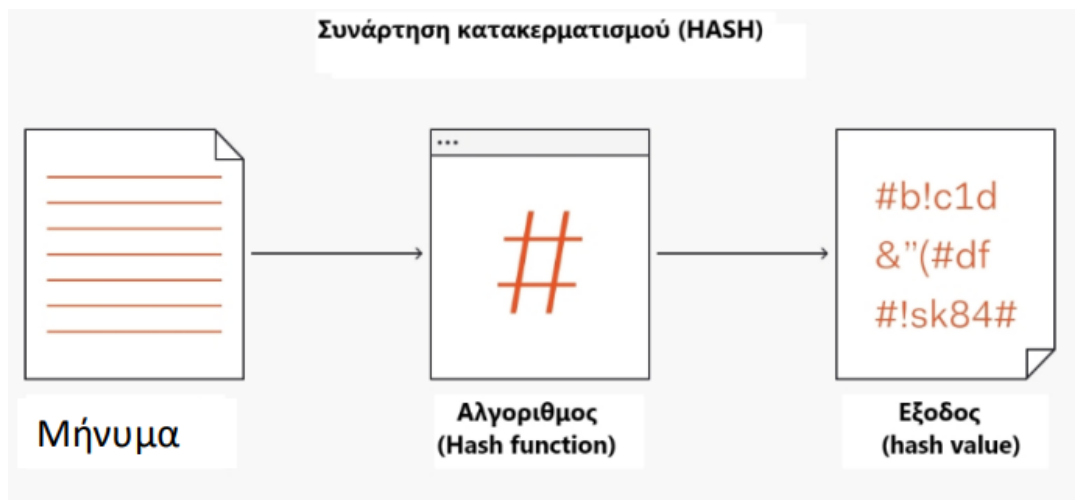 Συνάρτηση κατακερματισμού (HASH)
#
#b!c1d
&”(#df
#!sk84#
Μήνυμα
Αλγοριθμος
(Hash function)
Εξοδος
(hash value)